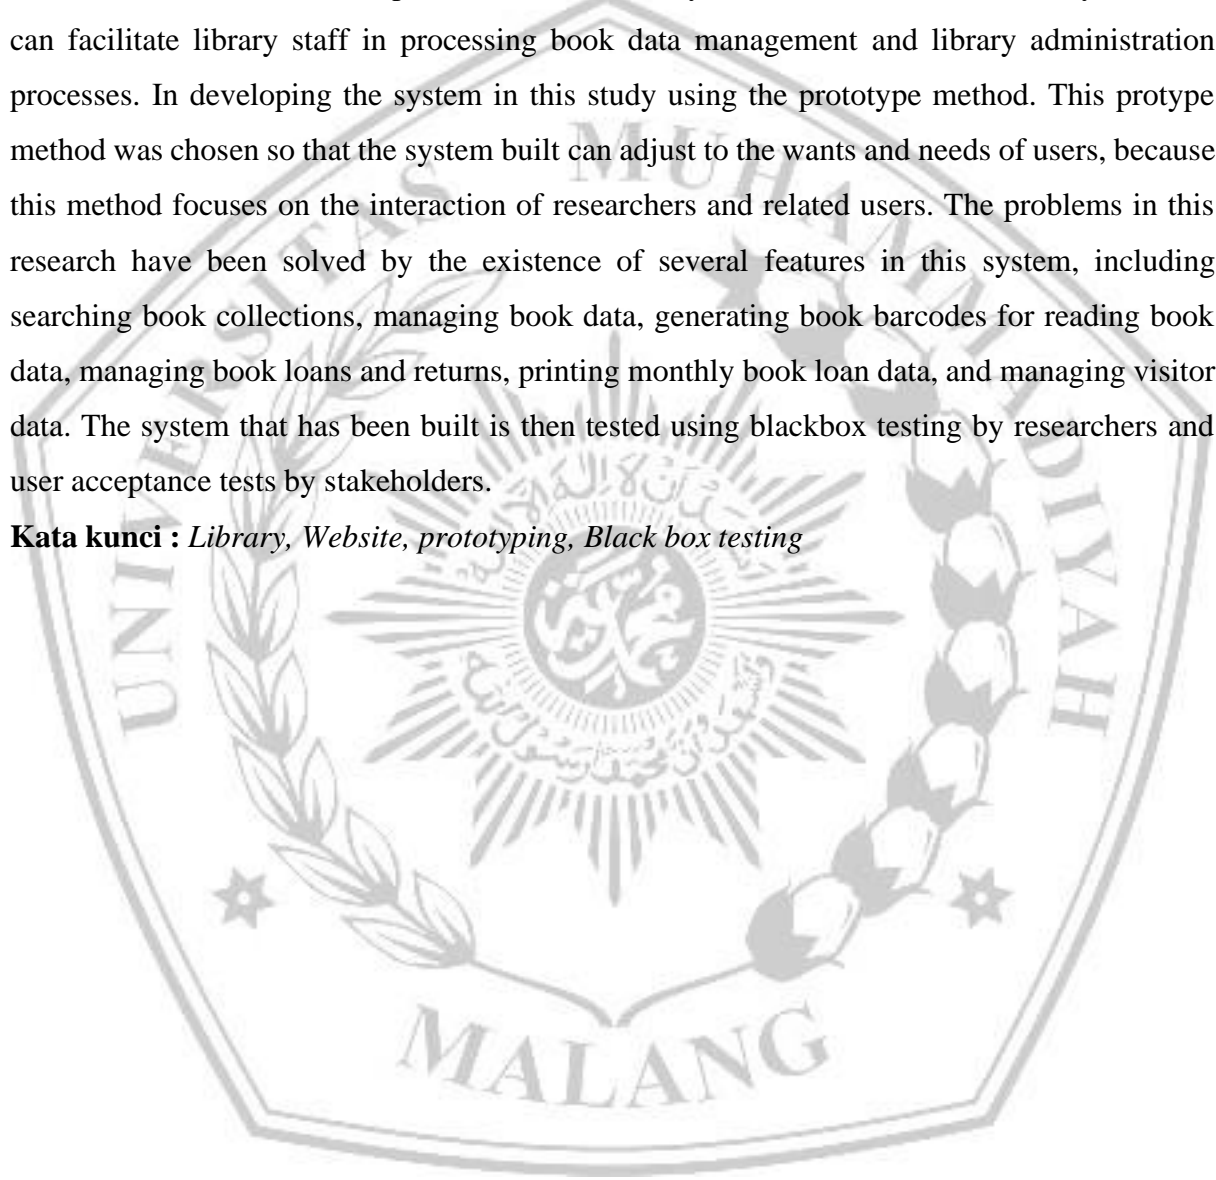 can facilitate library staff in processing book data management and library administration
processes. In developing the system in this study using the prototype method. This protype
method was chosen so that the system built can adjust to the wants and needs of users, because
this method focuses on the interaction of researchers and related users. The problems in this
research have been solved by the existence of several features in this system, including
searching book collections, managing book data, generating book barcodes for reading book
data, managing book loans and returns, printing monthly book loan data, and managing visitor
data. The system that has been built is then tested using blackbox testing by researchers and
user acceptance tests by stakeholders.
Kata kunci : Library, Website, prototyping, Black box testing
UNIVERSITAS MUHAMMADIYAH
MALANG